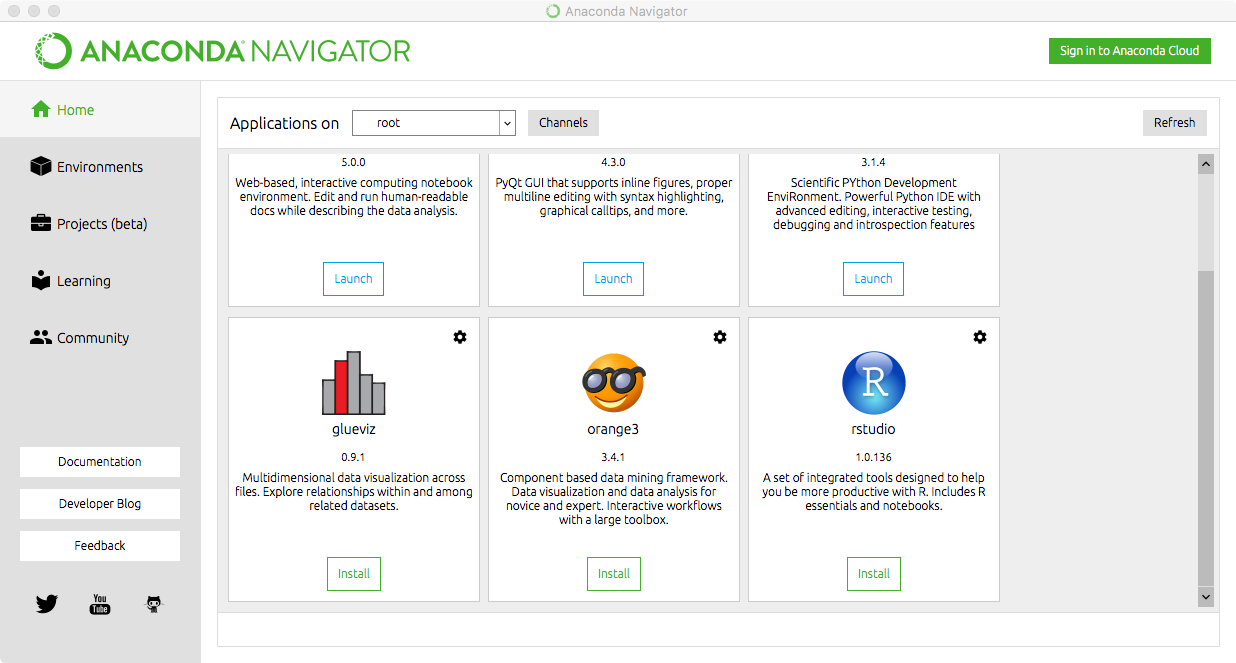 Anaconda Navigator
ANACONDA NAVIGATOR
Sign in to Anaconda Cloud
Home
Environments
Projects (beta)
Learning
Community
Documentation
Developer Blog
Feedback
You
Tube
Applications on
root
Channels
Refresh
5.0.0
Web-based, interactive computing notebook
environment. Edit and run human-readable
docs while describing the data analysis.
Launch
4.3.0
PyQt GUI that supports inline figures, proper
multiline editing with syntax highlighting,
graphical calltips, and more.
Launch
3.1.4
Scientific PYthon Development
EnviRonment. Powerful Python IDE with
advanced editing, interactive testing,
debugging and introspection features
Launch
glueviz
0.9.1
Multidimensional data visualization across
files. Explore relationships within and among
related datasets.
Install
orange3
3.4.1
Component based data mining framework.
Data visualization and data analysis for
novice and expert. Interactive workflows
with a large toolbox.
Install
R
rstudio
1.0.136
A set of integrated tools designed to help
you be more productive with R. Includes R
essentials and notebooks.
Install